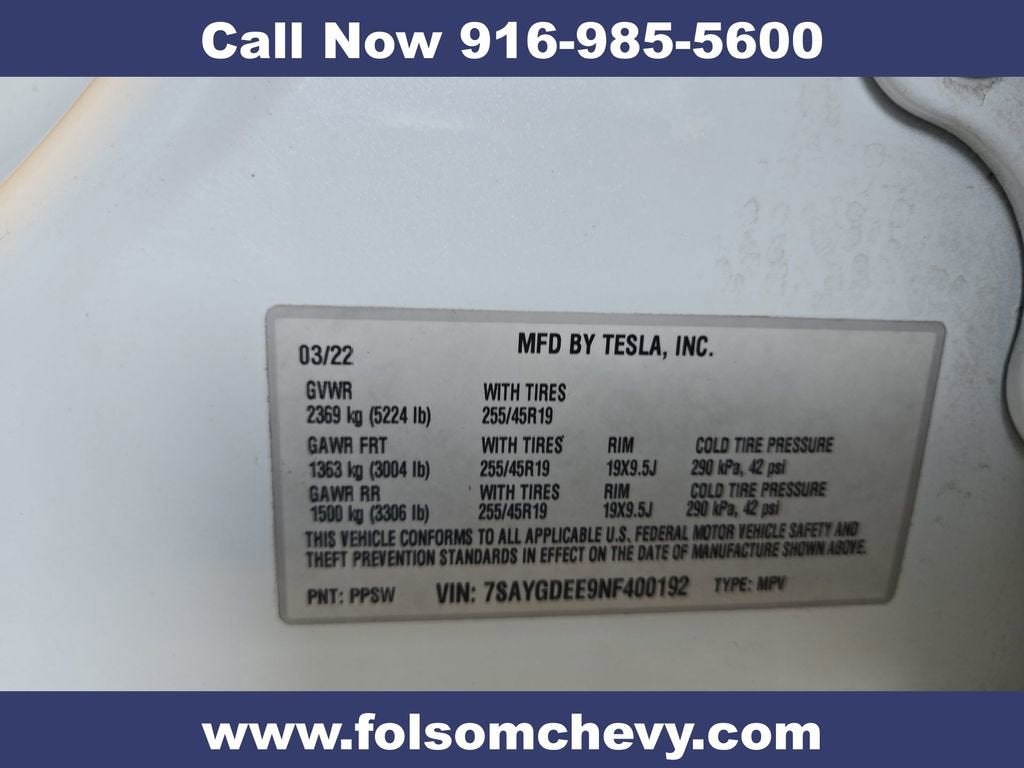 Call Now 916-985-5600
MFD BY TESLA, INC.
03/22
GVWR WITH TIRES
2369 kg (5224 lb) 255/45R19
GAWR FRT WITH TIRES RIM COLD TIRE PRESSURE
1363 kg (3004 lb) 255/45R19 19X9.5J 290 kPa, 42 psi
GAWR RR WITH TIRES RIM COLD TIRE PRESSURE
1500 kg (3306 lb) 255/45R19 19X9.5J 290 kPa, 42 psi
THIS VEHICLE CONFORMS TO ALL APPLICABLE U.S. FEDERAL MOTOR VEHICLE SAFETY AND
THEFT PREVENTION STANDARDS IN EFFECT ON THE DATE OF MANUFACTURE SHOWN ABOVE.
PNT: PPSW VIN: 7SAYGDEE9NF400192 TYPE: MPV
www.folsomchevy.com